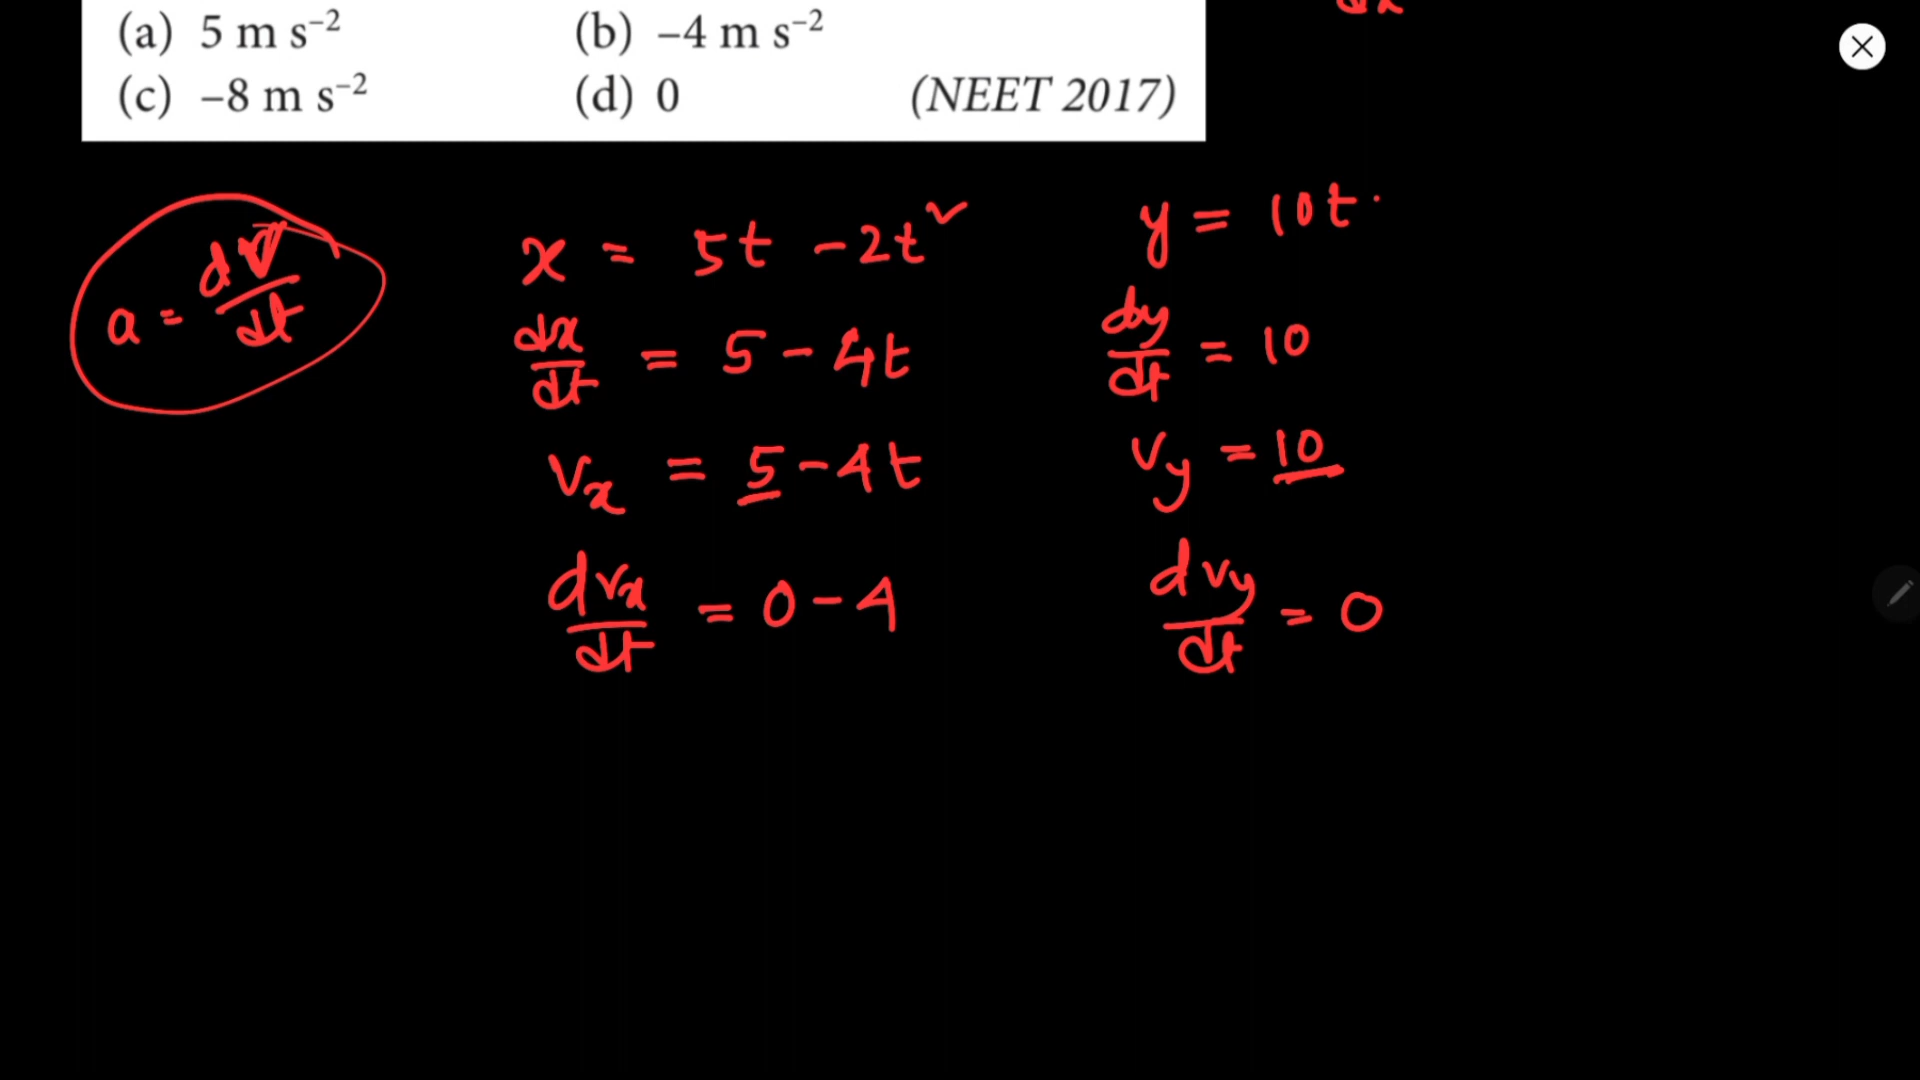 (a) 5 m s⁻² (b) –4 m s⁻²
(c) –8 m s⁻² (d) 0 (NEET 2017)
a = dv/dt
x = 5t - 2t² y = 10t
dx/dt = 5 - 4t dy/dt = 10
vx = 5 - 4t vy = 10
dvx/dt = 0 - 4 dvy/dt = 0